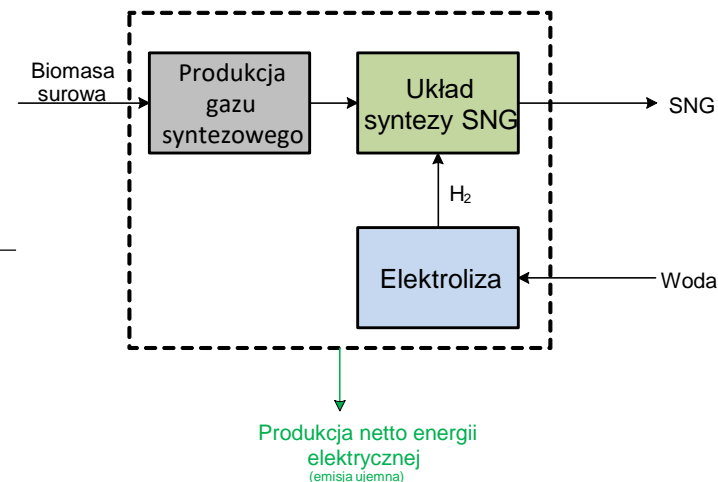 Biomasa
surowa
Produkcja
gazu
syntezowego
Układ
syntezy SNG
SNG
H₂
Elektroliza
Woda
Produkcja netto energii
elektrycznej
(emisja ujemna)